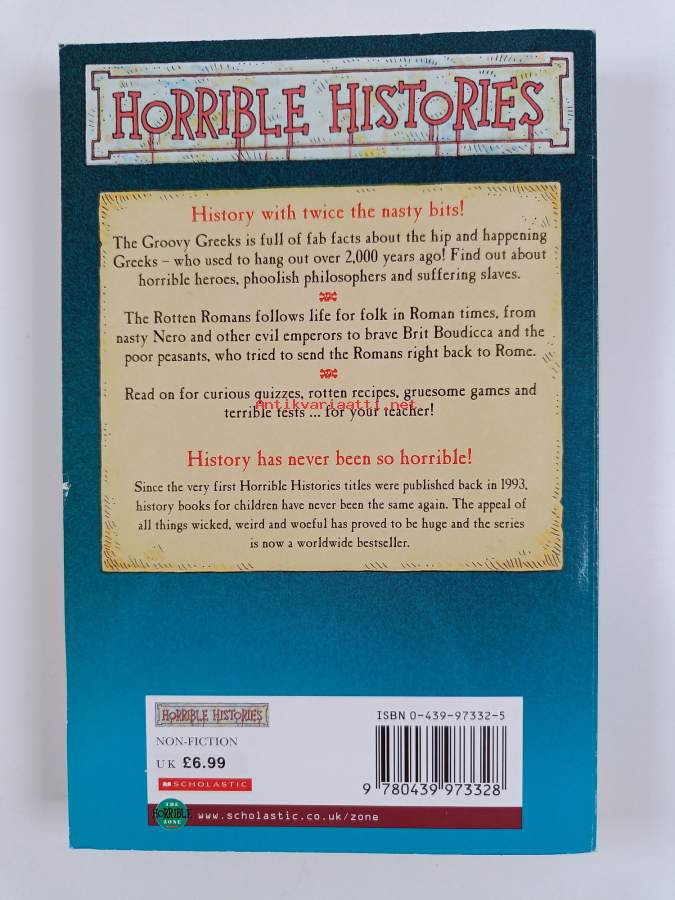 HORRIBLE HISTORIES
History with twice the nasty bits!
The Groovy Greeks is full of fab facts about the hip and happening
Greeks – who used to hang out over 2,000 years ago! Find out about
horrible heroes, phoolish philosophers and suffering slaves.
The Rotten Romans follows life for folk in Roman times, from
nasty Nero and other evil emperors to brave Brit Boudicca and the
poor peasants, who tried to send the Romans right back to Rome.
Read on for curious quizzes, rotten recipes, gruesome games and
Antikvariaatti.net
terrible tests ... for your teacher!
History has never been so horrible!
Since the very first Horrible Histories titles were published back in 1993,
history books for children have never been the same again. The appeal of
all things wicked, weird and woeful has proved to be huge and the series
is now a worldwide bestseller.
HORRIBLE HISTORIES
NON-FICTION
UK £6.99
SCHOLASTIC
ISBN 0-439-97332-5
9 780439 973328
THE
HORRIBLE
ZONE
www.scholastic.co.uk/zone